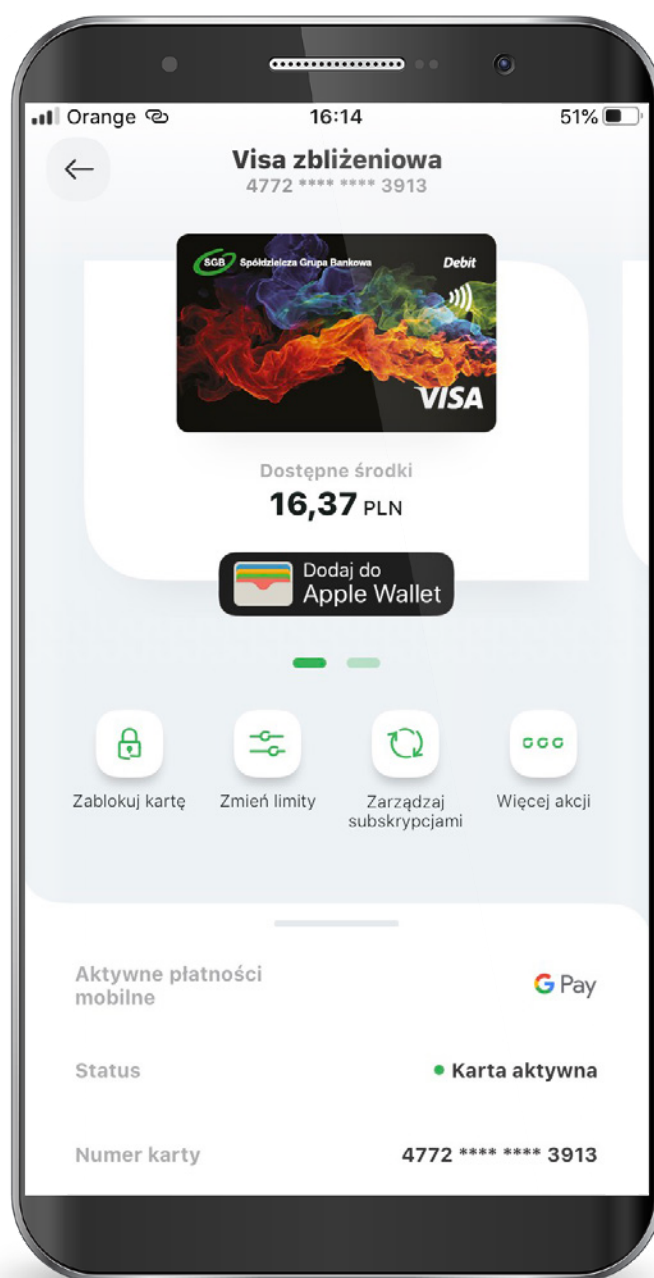 Orange
16:14
51%
Visa zbliżeniowa
4772 **** **** 3913
SGB Spółdzielcza Grupa Bankowa
Debit
VISA
Dostępne środki
16,37 PLN
Dodaj do
Apple Wallet
Zablokuj kartę
Zmień limity
Zarządzaj
subskrypcjami
Więcej akcji
Aktywne płatności
mobilne
G Pay
Status
Karta aktywna
Numer karty
4772 **** **** 3913